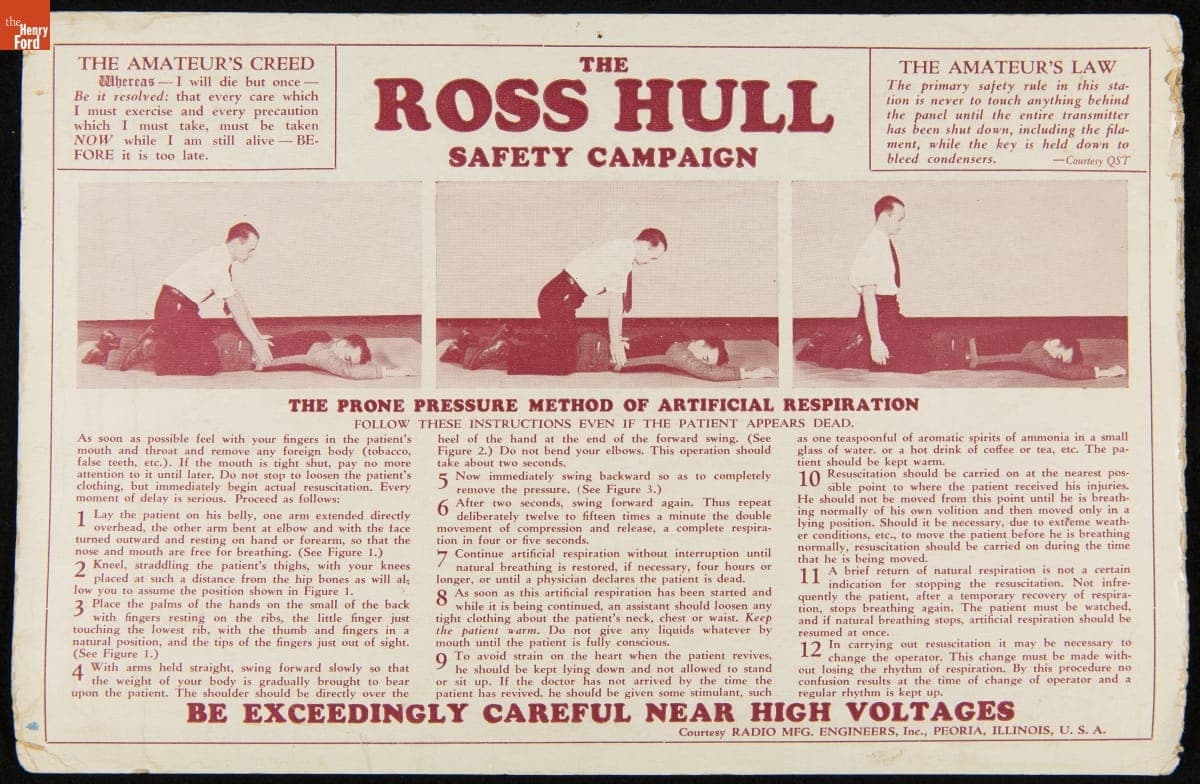 the
Henry
Ford
THE AMATEUR'S CREED
Whereas — I will die but once —
Be it resolved: that every care which
I must exercise and every precaution
which I must take, must be taken
NOW while I am still alive — BE-
FORE it is too late.
THE
ROSS HULL
SAFETY CAMPAIGN
THE AMATEUR'S LAW
The primary safety rule in this sta-
tion is never to touch anything behind
the panel until the entire transmitter
has been shut down, including the fila-
ment, while the key is held down to
bleed condensers. —Courtesy QST
THE PRONE PRESSURE METHOD OF ARTIFICIAL RESPIRATION
FOLLOW THESE INSTRUCTIONS EVEN IF THE PATIENT APPEARS DEAD.
As soon as possible feel with your fingers in the patient's
mouth and throat and remove any foreign body (tobacco,
false teeth, etc.). If the mouth is tight shut, pay no more
attention to it until later. Do not stop to loosen the patient's
clothing, but immediately begin actual resuscitation. Every
moment of delay is serious. Proceed as follows:
1 Lay the patient on his belly, one arm extended directly
overhead, the other arm bent at elbow and with the face
turned outward and resting on hand or forearm, so that the
nose and mouth are free for breathing. (See Figure 1.)
2 Kneel, straddling the patient's thighs, with your knees
placed at such a distance from the hip bones as will al-
low you to assume the position shown in Figure 1.
3 Place the palms of the hands on the small of the back
with fingers resting on the ribs, the little finger just
touching the lowest rib, with the thumb and fingers in a
natural position, and the tips of the fingers just out of sight.
(See Figure 1.)
4 With arms held straight, swing forward slowly so that
the weight of your body is gradually brought to bear
upon the patient. The shoulder should be directly over the
heel of the hand at the end of the forward swing. (See
Figure 2.) Do not bend your elbows. This operation should
take about two seconds.
5 Now immediately swing backward so as to completely
remove the pressure. (See Figure 3.)
6 After two seconds, swing forward again. Thus repeat
deliberately twelve to fifteen times a minute the double
movement of compression and release, a complete respira-
tion in four or five seconds.
7 Continue artificial respiration without interruption until
natural breathing is restored, if necessary, four hours or
longer, or until a physician declares the patient is dead.
8 As soon as this artificial respiration has been started and
while it is being continued, an assistant should loosen any
tight clothing about the patient's neck, chest or waist. Keep
the patient warm. Do not give any liquids whatever by
mouth until the patient is fully conscious.
9 To avoid strain on the heart when the patient revives,
he should be kept lying down and not allowed to stand
or sit up. If the doctor has not arrived by the time the
patient has revived, he should be given some stimulant, such
as one teaspoonful of aromatic spirits of ammonia in a small
glass of water. or a hot drink of coffee or tea, etc. The pa-
tient should be kept warm.
10 Resuscitation should be carried on at the nearest pos-
sible point to where the patient received his injuries.
He should not be moved from this point until he is breath-
ing normally of his own volition and then moved only in a
lying position. Should it be necessary, due to extreme weath-
er conditions, etc., to move the patient before he is breathing
normally, resuscitation should be carried on during the time
that he is being moved.
11 A brief return of natural respiration is not a certain
indication for stopping the resuscitation. Not infre-
quently the patient, after a temporary recovery of respira-
tion, stops breathing again. The patient must be watched,
and if natural breathing stops, artificial respiration should be
resumed at once.
12 In carrying out resuscitation it may be necessary to
change the operator. This change must be made with-
out losing the rhythm of respiration. By this procedure no
confusion results at the time of change of operator and a
regular rhythm is kept up.
BE EXCEEDINGLY CAREFUL NEAR HIGH VOLTAGES
Courtesy RADIO MFG. ENGINEERS, Inc., PEORIA, ILLINOIS, U. S. A.